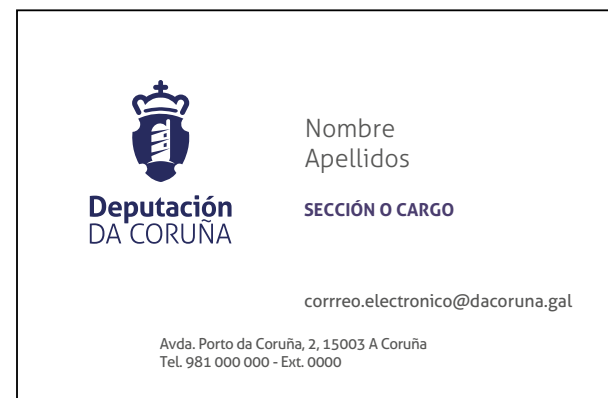 Deputación
DA CORUÑA
Nombre
Apellidos
SECCIÓN O CARGO
corrreo.electronico@dacoruna.gal
Avda. Porto da Coruña, 2, 15003 A Coruña
Tel. 981 000 000 - Ext. 0000